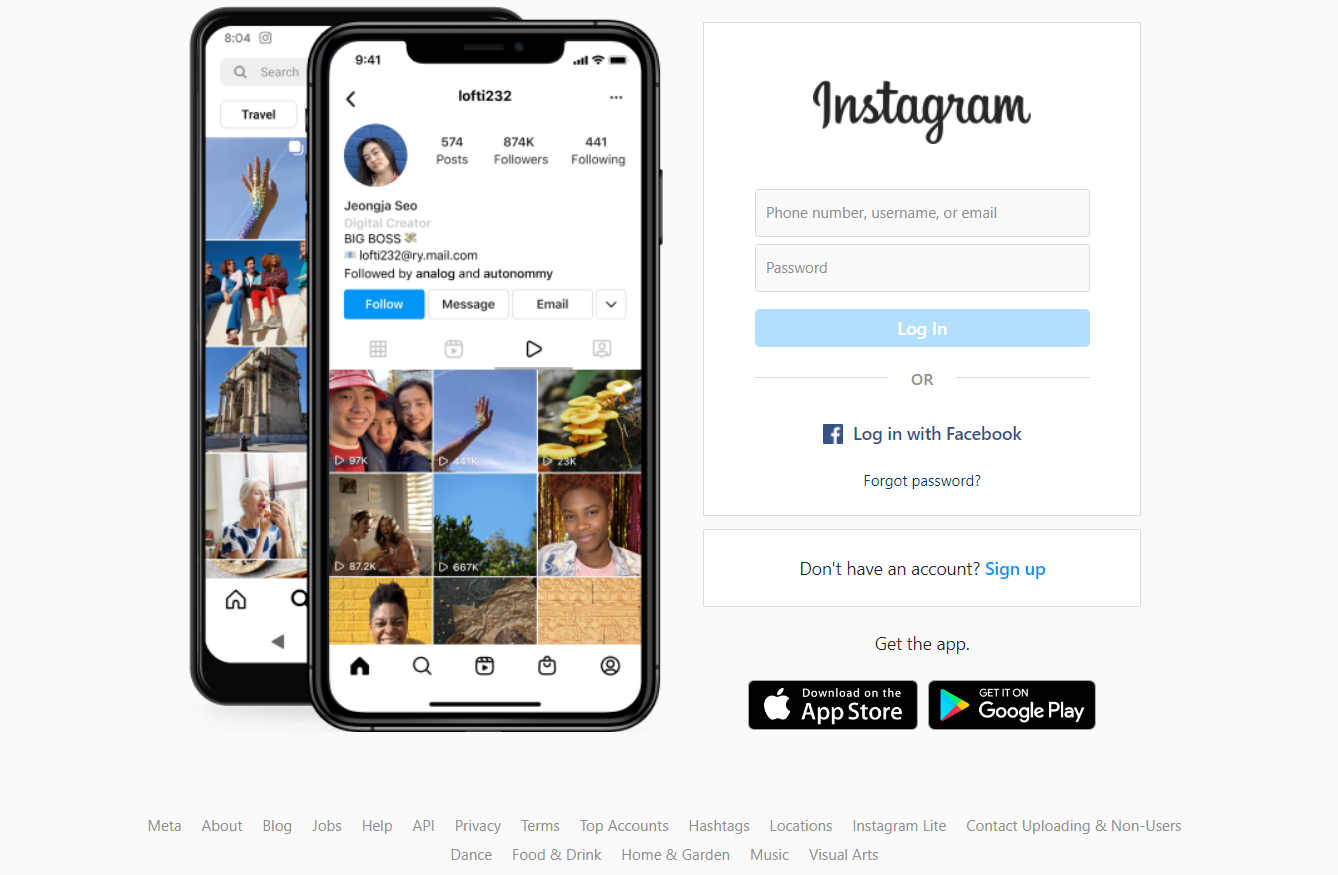 8:04
Search
Travel
9:41
lofti232
574 874K 441
Posts Followers Following
Jeongja Seo
Digital Creator
BIG BOSS
lofti232@ry.mail.com
Followed by analog and autonommy
Follow Message Email
97K 441K 23K
87.2K 667K
Instagram
Phone number, username, or email
Password
Log In
OR
Log in with Facebook
Forgot password?
Don't have an account? Sign up
Get the app.
Download on the
App Store
GET IT ON
Google Play
Meta About Blog Jobs Help API Privacy Terms Top Accounts Hashtags Locations Instagram Lite Contact Uploading & Non-Users
Dance Food & Drink Home & Garden Music Visual Arts